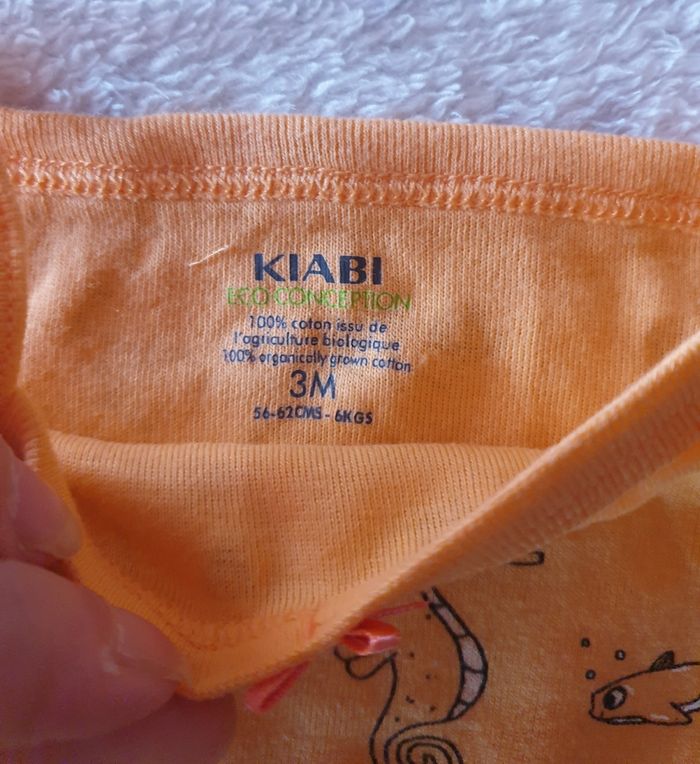 KIABI
ECO CONCEPTION
100% coton issu de
l'agriculture biologique
100% organically grown cotton
3M
56-62CMS - 6KGS